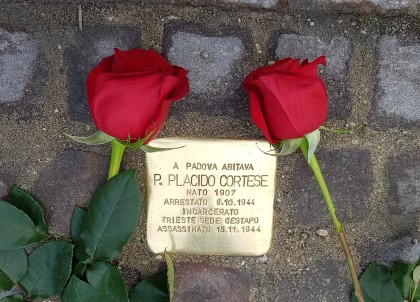 A PADOVA ABITAVA
P. PLACIDO CORTESE
NATO 1907
ARRESTATO 8.10.1944
INCARCERATO
TRIESTE SEDE GESTAPO
ASSASSINATO 15.11.1944